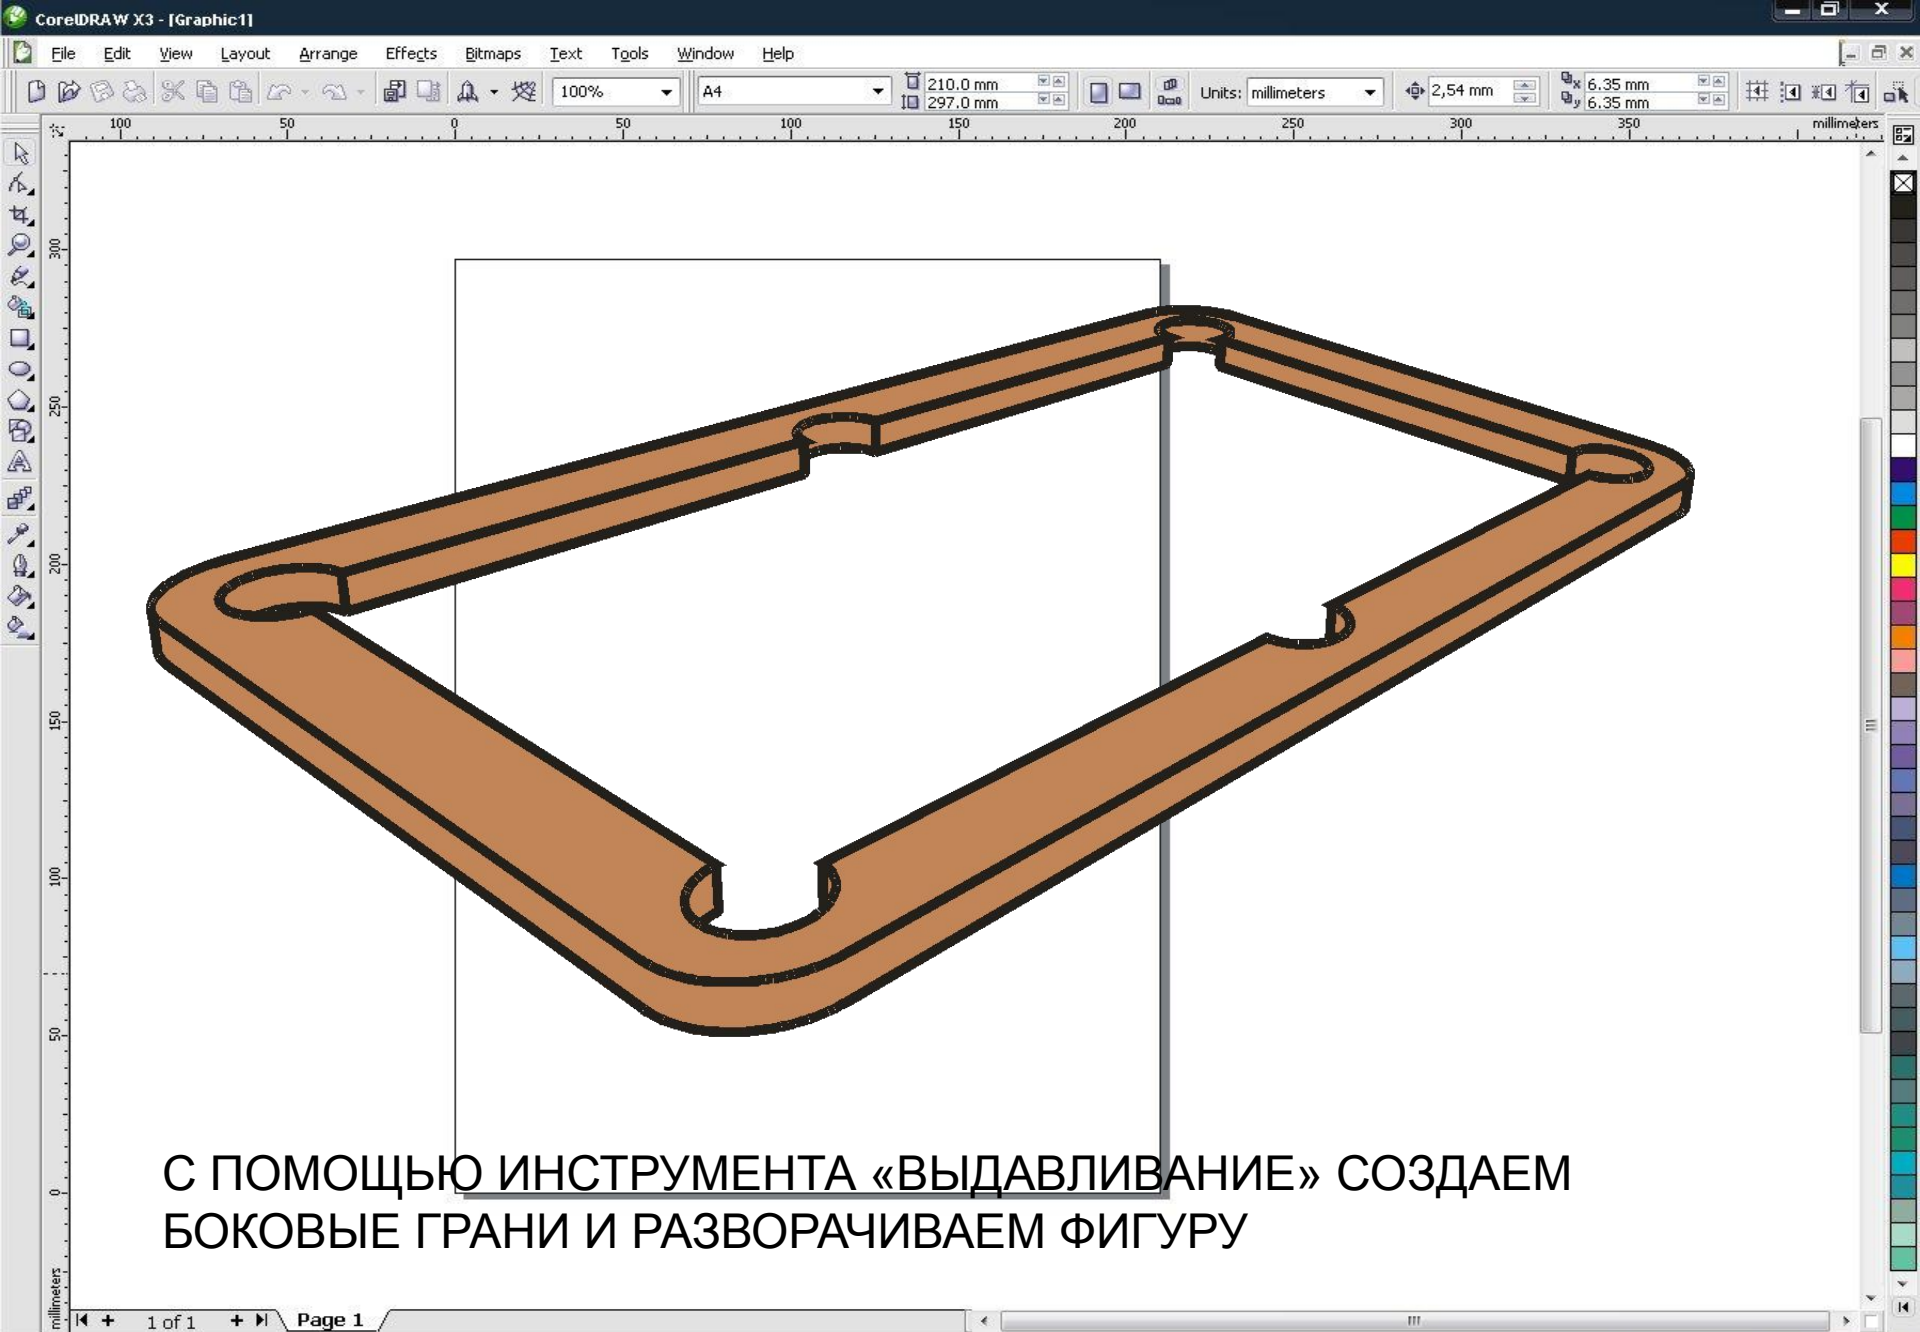 CorelDRAW X3 - [Graphic1]
File Edit View Layout Arrange Effects Bitmaps Text Tools Window Help
100% A4 210.0 mm 297.0 mm Units: millimeters 2,54 mm 6.35 mm 6.35 mm
100 50 0 50 100 150 200 250 300 350 millimeters
300
250
200
150
100
50
0
millimeters
С ПОМОЩЬЮ ИНСТРУМЕНТА «ВЫДАВЛИВАНИЕ» СОЗДАЕМ
БОКОВЫЕ ГРАНИ И РАЗВОРАЧИВАЕМ ФИГУРУ
1 of 1 Page 1